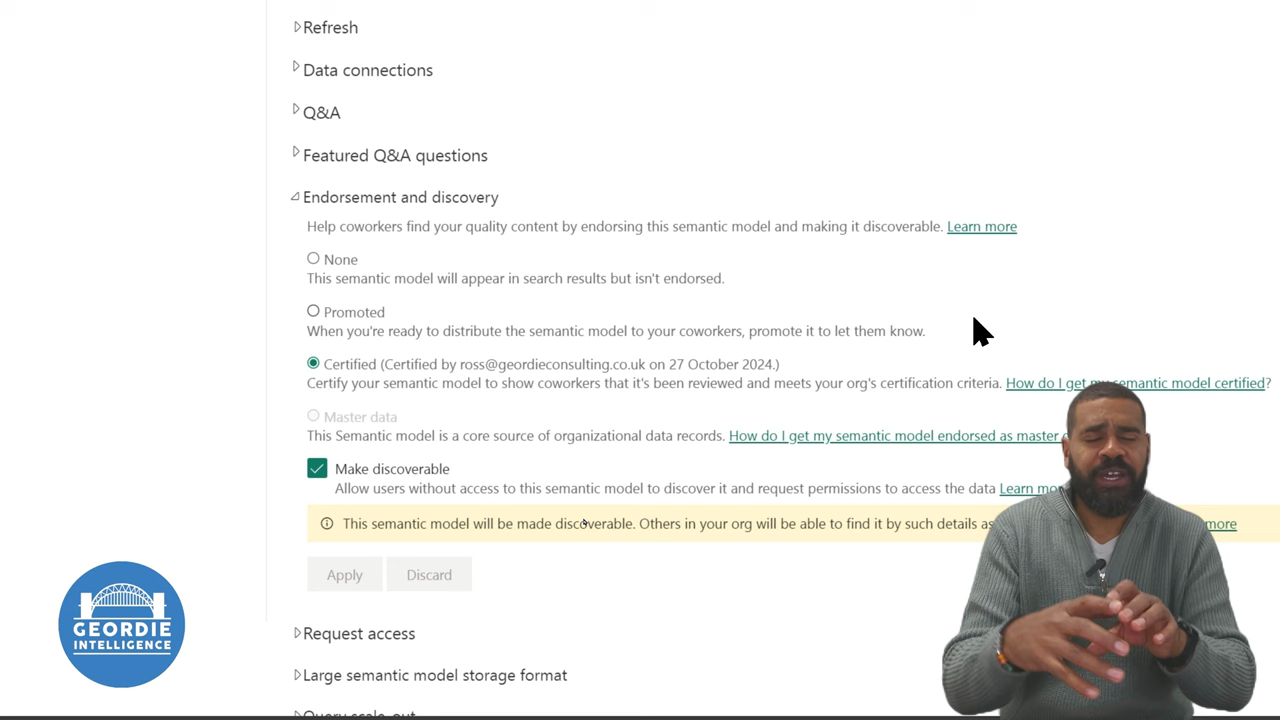 Refresh
Data connections
Q&A
Featured Q&A questions
Endorsement and discovery
Help coworkers find your quality content by endorsing this semantic model and making it discoverable. Learn more
None
This semantic model will appear in search results but isn't endorsed.
Promoted
When you're ready to distribute the semantic model to your coworkers, promote it to let them know.
Certified (Certified by ross@geordieconsulting.co.uk on 27 October 2024.)
Certify your semantic model to show coworkers that it's been reviewed and meets your org's certification criteria. How do I get my semantic model certified?
Master data
This Semantic model is a core source of organizational data records. How do I get my semantic model endorsed as master
Make discoverable
Allow users without access to this semantic model to discover it and request permissions to access the data Learn
This semantic model will be made discoverable. Others in your org will be able to find it by such details as more
Apply Discard
GEORDIE
INTELLIGENCE
Request access
Large semantic model storage format
Query scale-out